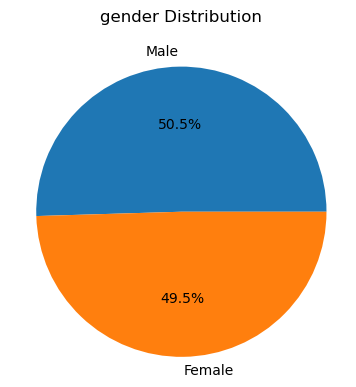 gender Distribution
Male
50.5%
49.5%
Female